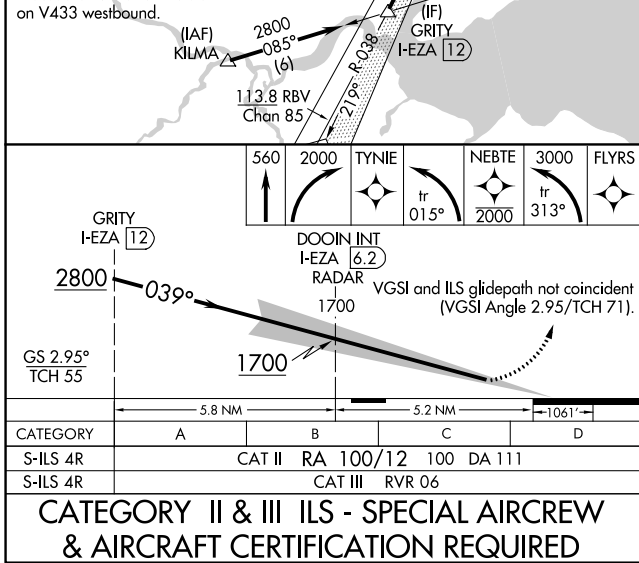 on V433 westbound.
(IAF)
KILMA
2800
085°
(6)
(IF)
GRITY
I-EZA 12
R-038
219°
113.8 RBV
Chan 85
560
2000
TYNIE
tr
015°
NEBTE
2000
3000
tr
313°
FLYRS
GRITY
I-EZA 12
DOOIN INT
I-EZA 6.2
RADAR
1700
VGSI and ILS glidepath not coincident
(VGSI Angle 2.95/TCH 71).
2800
039°
1700
GS 2.95°
TCH 55
5.8 NM
5.2 NM
1061'
CATEGORY A B C D
S-ILS 4R CAT II RA 100/12 100 DA 111
S-ILS 4R CAT III RVR 06
CATEGORY II & III ILS - SPECIAL AIRCREW
& AIRCRAFT CERTIFICATION REQUIRED